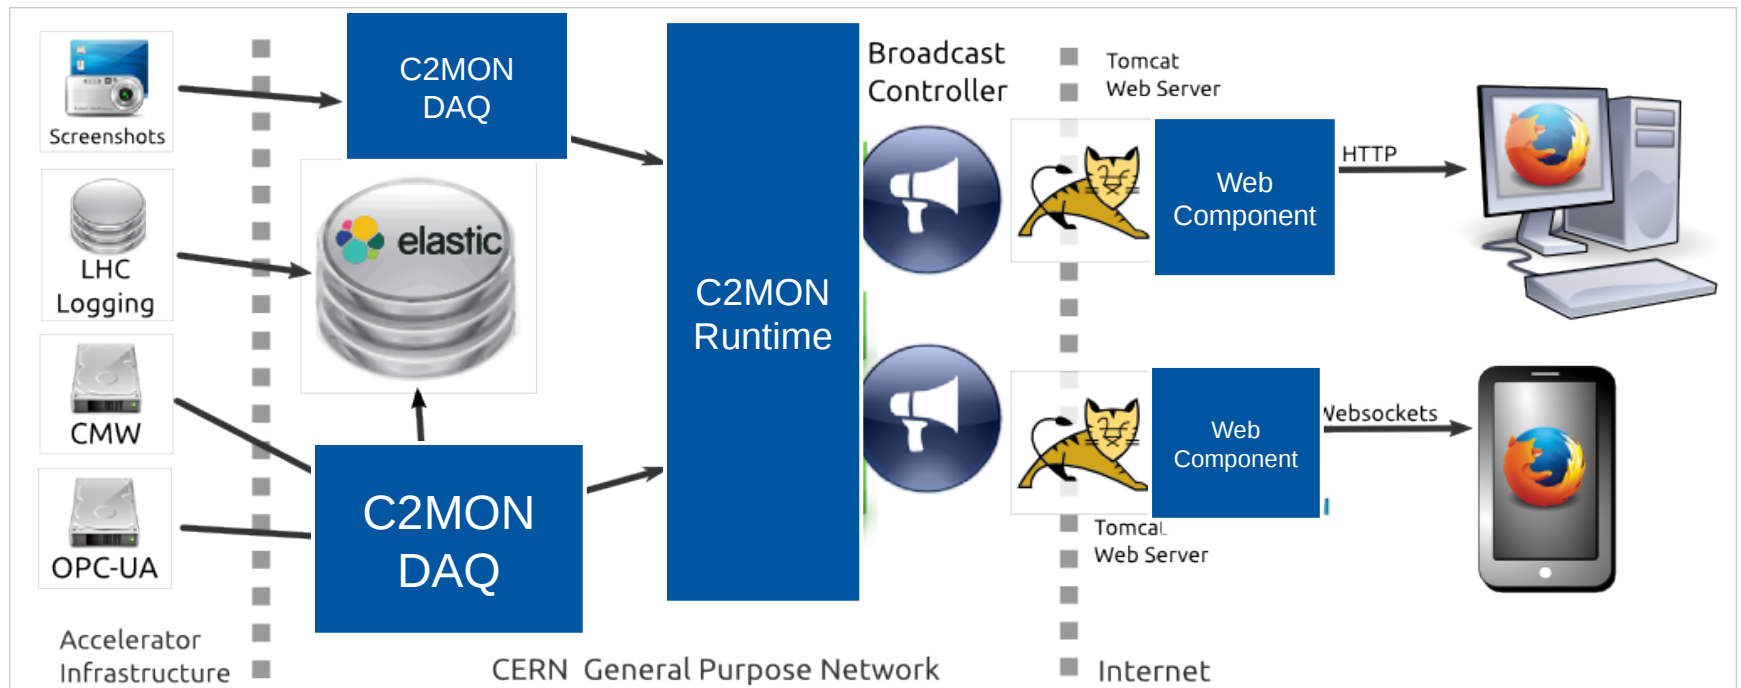 Screenshots
LHC
Logging
CMW
OPC-UA
Accelerator
Infrastructure
C2MON
DAQ
elastic
C2MON
DAQ
C2MON
Runtime
CERN General Purpose Network
Broadcast
Controller
Tomcat
Web Server
Web
Component
HTTP
Web
Component
Websockets
Tomcat
Web Server
Internet